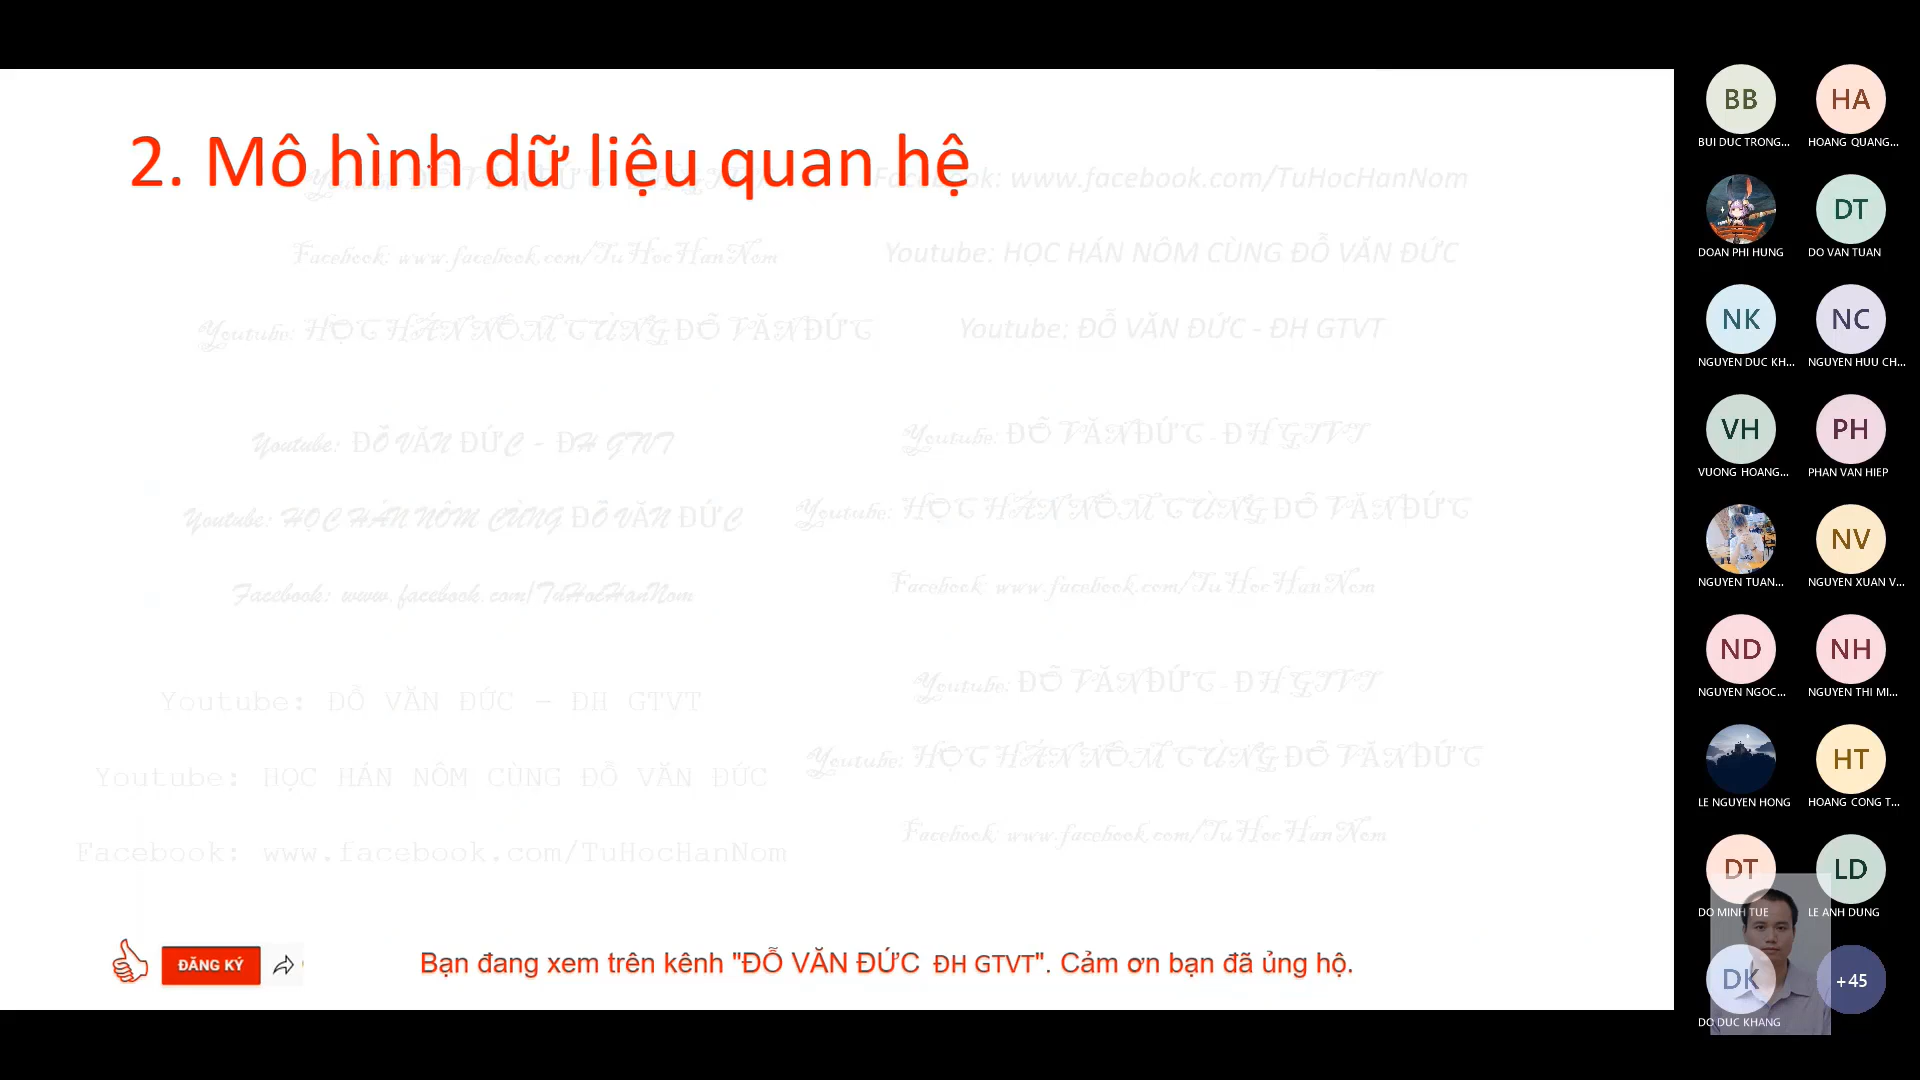 2. Mô hình dữ liệu quan hệ
Facebook: www.facebook.com/TuHocHanNom
Facebook: www.facebook.com/TuHocHanNom
Youtube: HỌC HÁN NÔM CÙNG ĐỖ VĂN ĐỨC
Youtube: HỌC HÁN NÔM CÙNG ĐỖ VĂN ĐỨC
Youtube: ĐỖ VĂN ĐỨC - ĐH GTVT
Youtube: ĐỖ VĂN ĐỨC - ĐH GTVT
Youtube: ĐỖ VĂN ĐỨC - ĐH GTVT
Youtube: HỌC HÁN NÔM CÙNG ĐỖ VĂN ĐỨC
Youtube: HỌC HÁN NÔM CÙNG ĐỖ VĂN ĐỨC
Facebook: www.facebook.com/TuHocHanNom
Facebook: www.facebook.com/TuHocHanNom
Youtube: ĐỖ VĂN ĐỨC - ĐH GTVT
Youtube: ĐỖ VĂN ĐỨC - ĐH GTVT
Youtube: HỌC HÁN NÔM CÙNG ĐỖ VĂN ĐỨC
Youtube: HỌC HÁN NÔM CÙNG ĐỖ VĂN ĐỨC
Facebook: www.facebook.com/TuHocHanNom
Facebook: www.facebook.com/TuHocHanNom
ĐĂNG KÝ
Bạn đang xem trên kênh "ĐỖ VĂN ĐỨC ĐH GTVT". Cảm ơn bạn đã ủng hộ.
BB
BUI DUC TRONG...
HA
HOANG QUANG...
DOAN PHI HUNG
DT
DO VAN TUAN
NK
NGUYEN DUC KH...
NC
NGUYEN HUU CH...
VH
VUONG HOANG...
PH
PHAN VAN HIEP
NGUYEN TUAN...
NV
NGUYEN XUAN V...
ND
NGUYEN NGOC...
NH
NGUYEN THI MI...
LE NGUYEN HONG
HT
HOANG CONG T...
DT
DO MINH TUE
LD
LE ANH DUNG
DK
DO DUC KHANG
+45